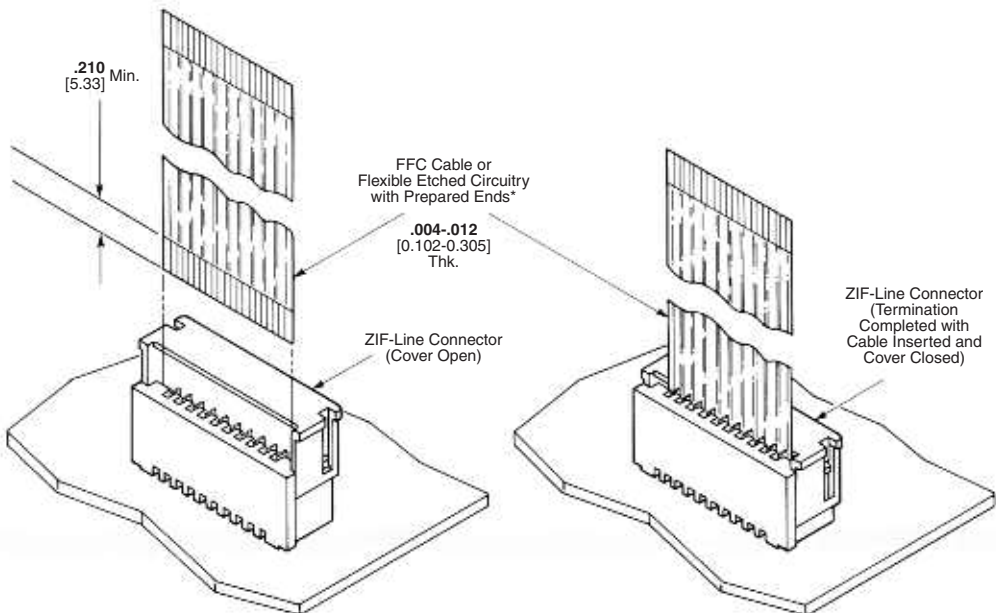 .210
[5.33] Min.
FFC Cable or
Flexible Etched Circuitry
with Prepared Ends*
.004-.012
[0.102-0.305]
Thk.
ZIF-Line Connector
(Cover Open)
ZIF-Line Connector
(Termination
Completed with
Cable Inserted and
Cover Closed)